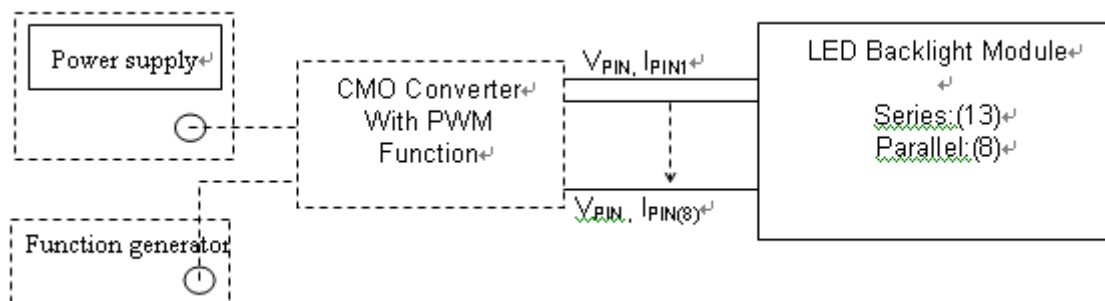 Power supply↵
CMO Converter↵
With PWM
Function↵
VPIN, IPIN1↵
VPIN , IPIN(8)↵
LED Backlight Module↵
↵
Series:(13)↵
Parallel:(8)↵
Function generator